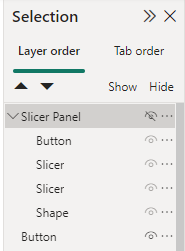 Selection
Layer order Tab order
Show Hide
Slicer Panel
Button
Slicer
Slicer
Shape
Button